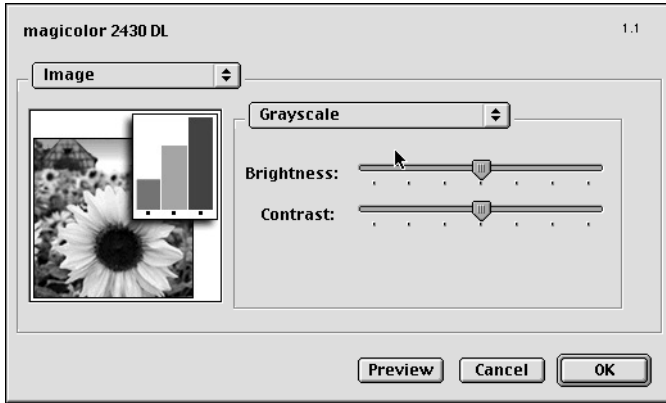 magicolor 2430 DL
1.1
Image
Grayscale
Brightness:
Contrast:
Preview
Cancel
OK